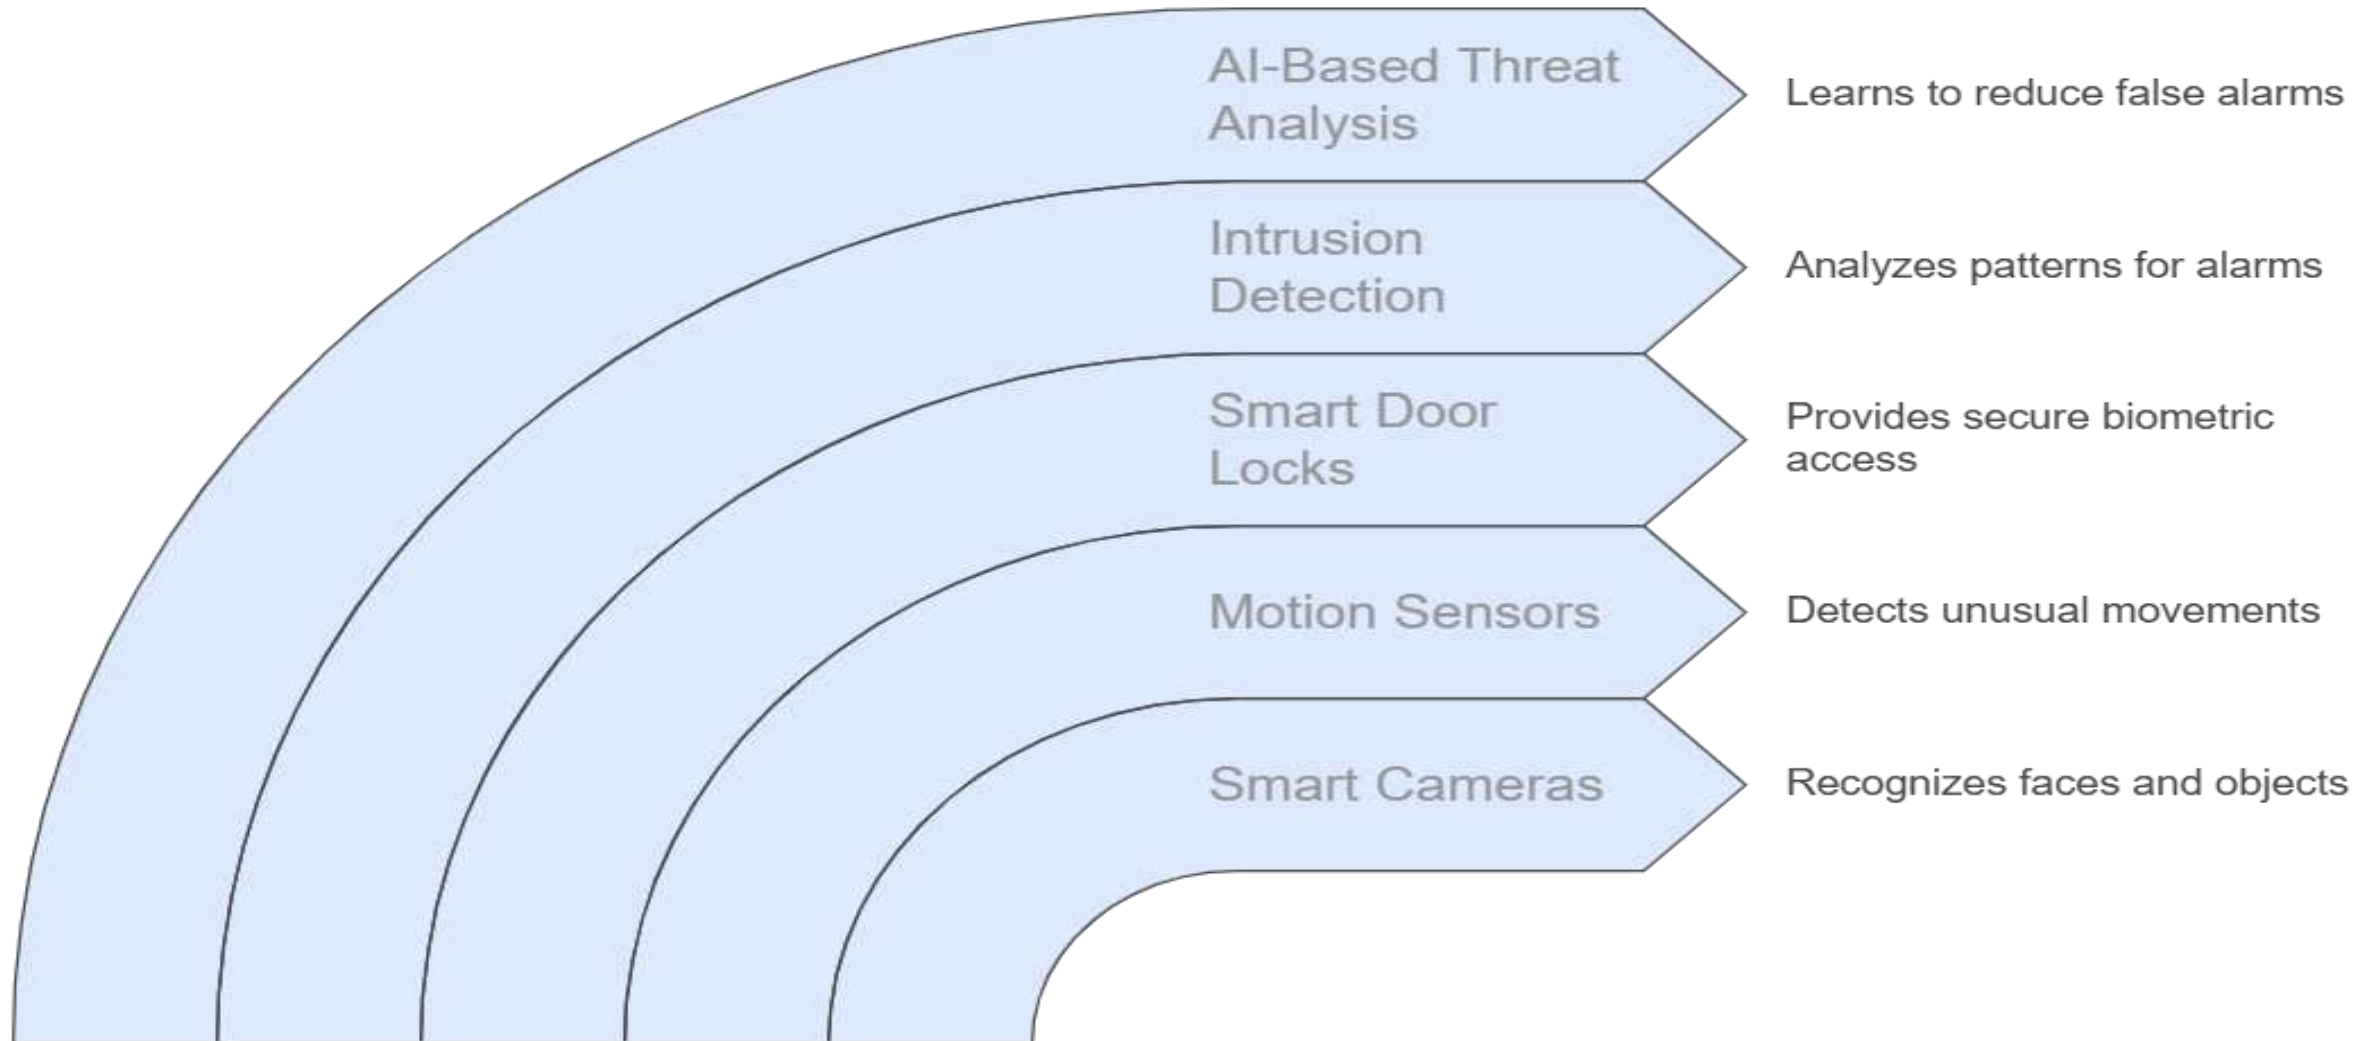 AI-Based Threat
Analysis
Learns to reduce false alarms
Intrusion
Detection
Analyzes patterns for alarms
Smart Door
Locks
Provides secure biometric
access
Motion Sensors
Detects unusual movements
Smart Cameras
Recognizes faces and objects